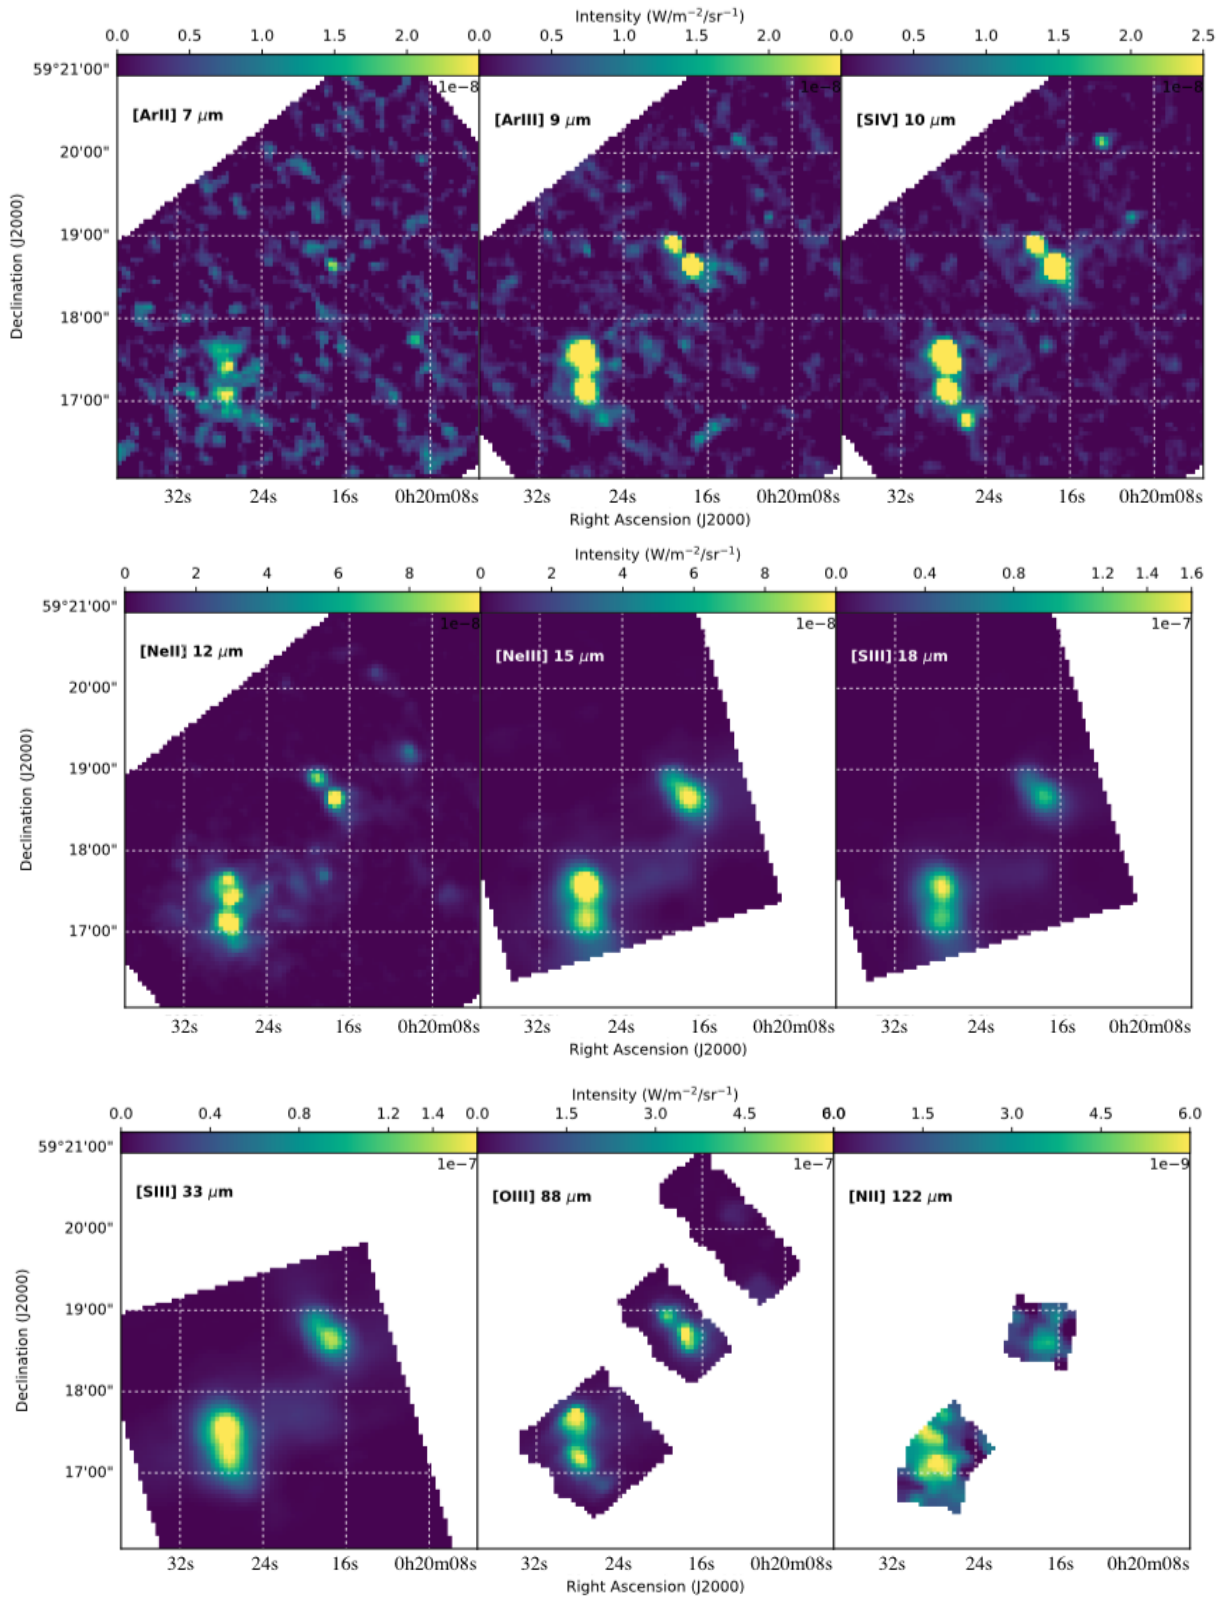 Intensity (W/m−2/sr−1)
0.0 0.5 1.0 1.5 2.0 0.0 0.5 1.0 1.5 2.0 0.0 0.5 1.0 1.5 2.0 2.5
59°21'00"
1e−8 1e−8 1e−8
[ArII] 7 μm [ArIII] 9 μm [SIV] 10 μm
20'00"
19'00"
18'00"
17'00"
Declination (J2000)
32s 24s 16s 0h20m08s 32s 24s 16s 0h20m08s 32s 24s 16s 0h20m08s
Right Ascension (J2000)
Intensity (W/m−2/sr−1)
0 2 4 6 8 0 2 4 6 8 0.0 0.4 0.8 1.2 1.4 1.6
59°21'00"
1e−8 1e−8 1e−7
[NeII] 12 μm [NeIII] 15 μm [SIII] 18 μm
20'00"
19'00"
18'00"
17'00"
Declination (J2000)
32s 24s 16s 0h20m08s 32s 24s 16s 0h20m08s 32s 24s 16s 0h20m08s
Right Ascension (J2000)
Intensity (W/m−2/sr−1)
0.0 0.4 0.8 1.2 1.4 0.0 1.5 3.0 4.5 6.0 0.0 1.5 3.0 4.5 6.0
59°21'00"
1e−7 1e−7 1e−9
[SIII] 33 μm [OIII] 88 μm [NII] 122 μm
20'00"
19'00"
18'00"
17'00"
Declination (J2000)
32s 24s 16s 0h20m08s 32s 24s 16s 0h20m08s 32s 24s 16s 0h20m08s
Right Ascension (J2000)